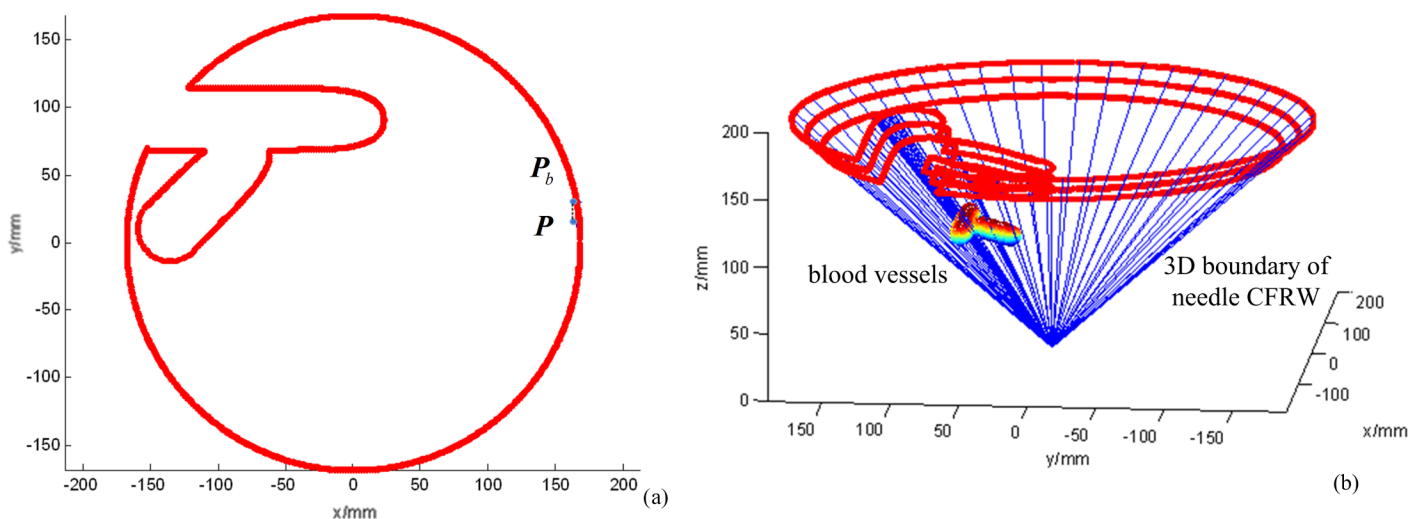 150
100
50
0
-50
-100
-150
y/mm
-200 -150 -100 -50 0 50 100 150 200
x/mm
P_b
P
(a)
200
150
100
50
0
z/mm
150 100 50 0 -50 -100 -150
y/mm
200
100
0
-100
x/mm
blood vessels
3D boundary of
needle CFRW
(b)